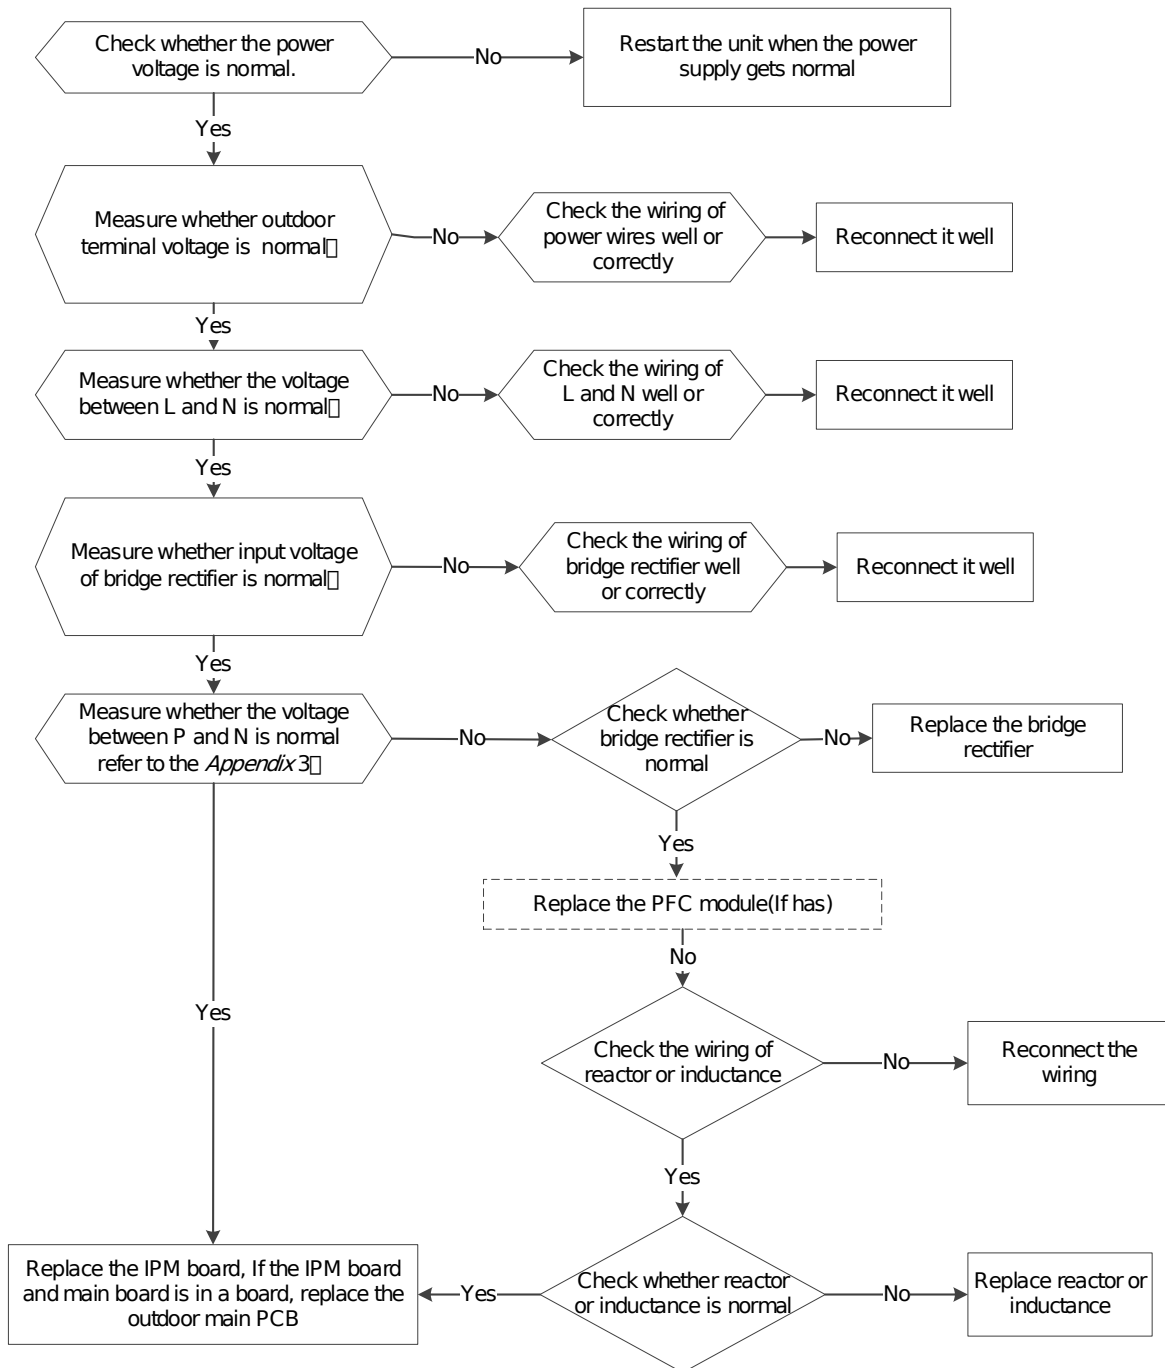 Check whether the power
voltage is normal.
No
Restart the unit when the power
supply gets normal
Yes
Measure whether outdoor
terminal voltage is normal▯
No
Check the wiring of
power wires well or
correctly
Reconnect it well
Yes
Measure whether the voltage
between L and N is normal▯
No
Check the wiring of
L and N well or
correctly
Reconnect it well
Yes
Measure whether input voltage
of bridge rectifier is normal▯
No
Check the wiring of
bridge rectifier well
or correctly
Reconnect it well
Yes
Measure whether the voltage
between P and N is normal
refer to the Appendix 3▯
No
Check whether
bridge rectifier is
normal
No
Replace the bridge
rectifier
Yes
Replace the PFC module(If has)
No
Yes
Check the wiring of
reactor or inductance
No
Reconnect the
wiring
Yes
Replace the IPM board, If the IPM board
and main board is in a board, replace the
outdoor main PCB
Yes
Check whether reactor
or inductance is normal
No
Replace reactor or
inductance